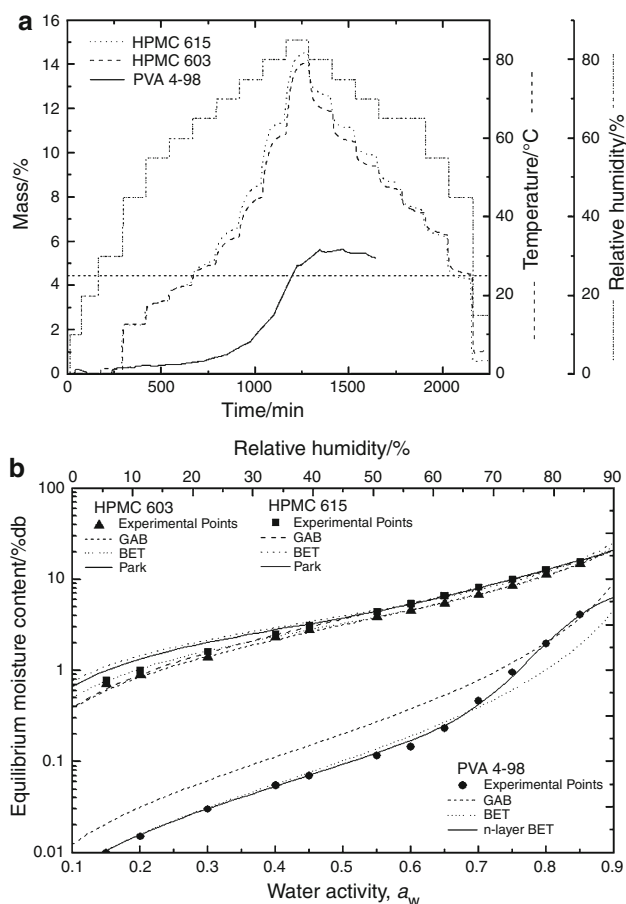 a
HPMC 615
HPMC 603
PVA 4-98
16
14
12
10
8
6
4
2
0
Mass/%
80
60
40
20
0
Temperature/°C
80
60
40
20
0
Relative humidity/%
0 500 1000 1500 2000
Time/min
Relative humidity/%
b
0 10 20 30 40 50 60 70 80 90
100
10
1
0.1
0.01
Equilibrium moisture content/%db
HPMC 603
Experimental Points
GAB
BET
Park
HPMC 615
Experimental Points
GAB
BET
Park
PVA 4-98
Experimental Points
GAB
BET
n-layer BET
0.1 0.2 0.3 0.4 0.5 0.6 0.7 0.8 0.9
Water activity, aw